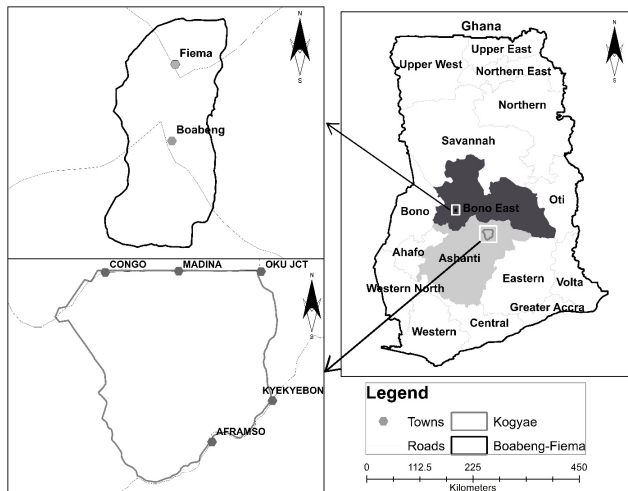 N
Fiema
S
Boabeng
CONGO
MADINA
OKU JCT
N
S
KYEKYEBON
AFRAMSO
Ghana
N
Upper East
Upper West
Northern East
S
Northern
Savannah
Oti
Bono East
Bono
Ahafo
Ashanti
Eastern
Volta
Western North
Greater Accra
Central
Western
Legend
Towns
Kogyae
Roads
Boabeng-Fiema
0 112.5 225 450
Kilometers